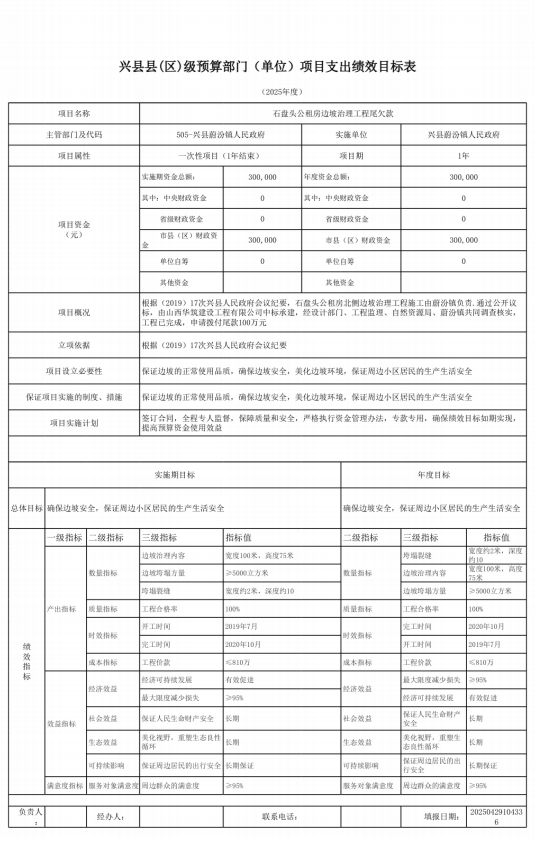 兴县县(区)级预算部门（单位）项目支出绩效目标表
（2025年度）
项目名称 石盘头公租房边坡治理工程尾欠款
主管部门及代码 505-兴县蔚汾镇人民政府 实施单位 兴县蔚汾镇人民政府
项目属性 一次性项目（1年结束） 项目期 1年
项目资金
（元）
实施期资金总额： 300,000 年度资金总额： 300,000
其中：中央财政资金 0 其中：中央财政资金 0
省级财政资金 0 省级财政资金 0
市县（区）财政资
金 300,000 市县（区）财政资金 300,000
单位自筹 0 单位自筹 0
其他资金 其他资金
项目概况
根据（2019）17次兴县人民政府会议纪要，石盘头公租房北侧边坡治理工程施工由蔚汾镇负责.通过公开议
标，由山西华筑建设工程有限公司中标承建，经设计部门、工程监理、自然资源局、蔚汾镇共同调查核实，
工程已完成，申请拨付尾款100万元
立项依据 根据（2019）17次兴县人民政府会议纪要
项目设立必要性 保证边坡的正常使用品质，确保边坡安全，美化边坡环境，保证周边小区居民的生产生活安全
保证项目实施的制度、措施 保证边坡的正常使用品质，确保边坡安全，美化边坡环境，保证周边小区居民的生产生活安全
项目实施计划
签订合同，全程专人监督，保障质量和安全，严格执行资金管理办法，专款专用，确保绩效目标如期实现，
提高预算资金使用效益
实施期目标 年度目标
总体目标 确保边坡安全，保证周边小区居民的生产生活安全 确保边坡安全，保证周边小区居民的生产生活安全
绩
效
指
标
一级指标 二级指标 三级指标 指标值 二级指标 三级指标 指标值
产出指标
数量指标 边坡治理内容 宽度100米，高度75米 数量指标 垮塌裂缝 宽度约2米，深度
约10
边坡垮塌方量 ≥5000立方米 边坡治理内容 宽度100米，高度
75米
垮塌裂缝 宽度约2米，深度约10 边坡垮塌方量 ≥5000立方米
质量指标 工程合格率 100% 质量指标 工程合格率 100%
时效指标 开工时间 2019年7月 时效指标 完工时间 2020年10月
完工时间 2020年10月 开工时间 2019年7月
成本指标 工程价款 ≤810万 成本指标 工程价款 ≤810万
效益指标
经济效益 经济可持续发展 有效促进 经济效益 最大限度减少损失 ≥95%
最大限度减少损失 ≥95% 经济可持续发展 有效促进
社会效益 保证人民生命财产安全 长期 社会效益 保证人民生命财产
安全 长期
生态效益 美化视野，重塑生态良性
循环 长期 生态效益 美化视野，重塑生
态良性循环 长期
可持续影响 保证周边居民的出行安全 长期保证 可持续影响 保证周边居民的出
行安全 长期保证
满意度指标 服务对象满意度 周边群众的满意度 ≥95% 服务对象满意度 周边群众的满意度 ≥95%
负责人
： 经办人： 联系电话： 填报日期： 2025042910433
6